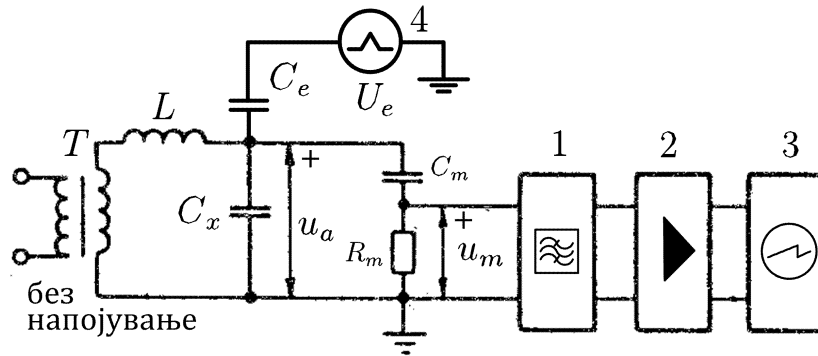 4
C_e
U_e
L
T
1
2
3
C_m
C_x
u_a
+
R_m
+
u_m
без
напојување